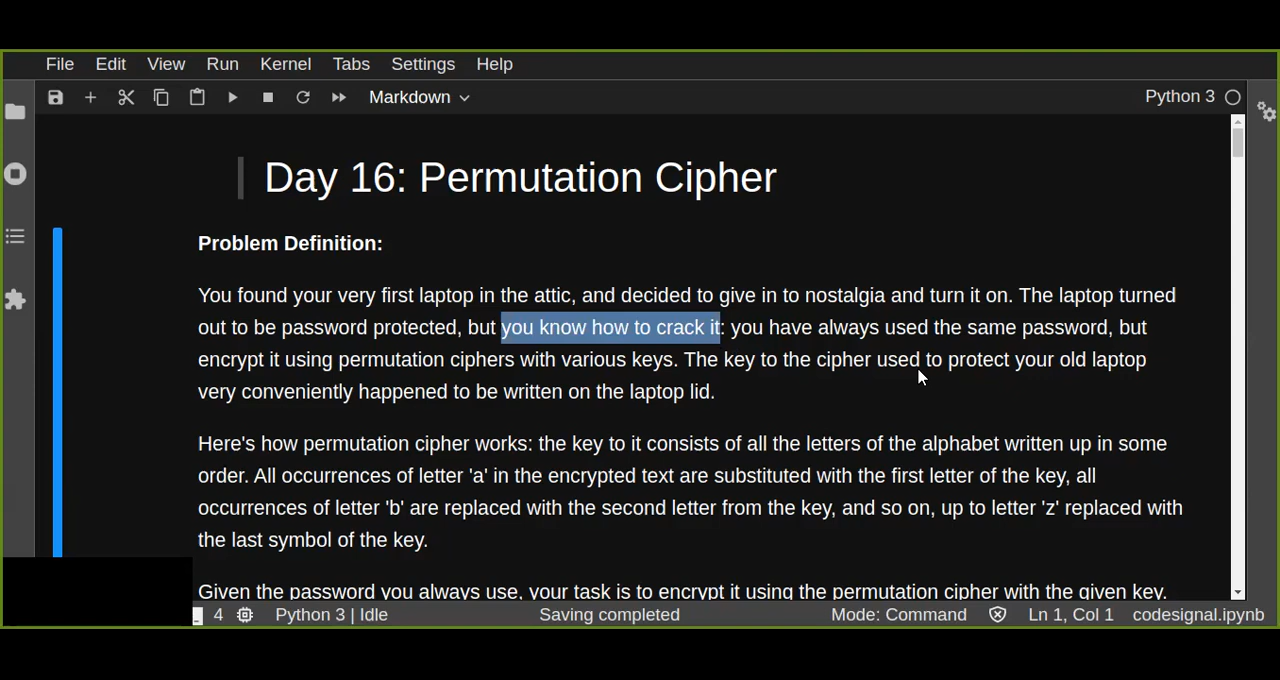 File Edit View Run Kernel Tabs Settings Help
Markdown Python 3
Day 16: Permutation Cipher
Problem Definition:
You found your very first laptop in the attic, and decided to give in to nostalgia and turn it on. The laptop turned
out to be password protected, but you know how to crack it: you have always used the same password, but
encrypt it using permutation ciphers with various keys. The key to the cipher used to protect your old laptop
very conveniently happened to be written on the laptop lid.
Here's how permutation cipher works: the key to it consists of all the letters of the alphabet written up in some
order. All occurrences of letter 'a' in the encrypted text are substituted with the first letter of the key, all
occurrences of letter 'b' are replaced with the second letter from the key, and so on, up to letter 'z' replaced with
the last symbol of the key.
Given the password you always use, your task is to encrypt it using the permutation cipher with the given key.
4 Python 3 | Idle Saving completed Mode: Command Ln 1, Col 1 codesignal.ipynb